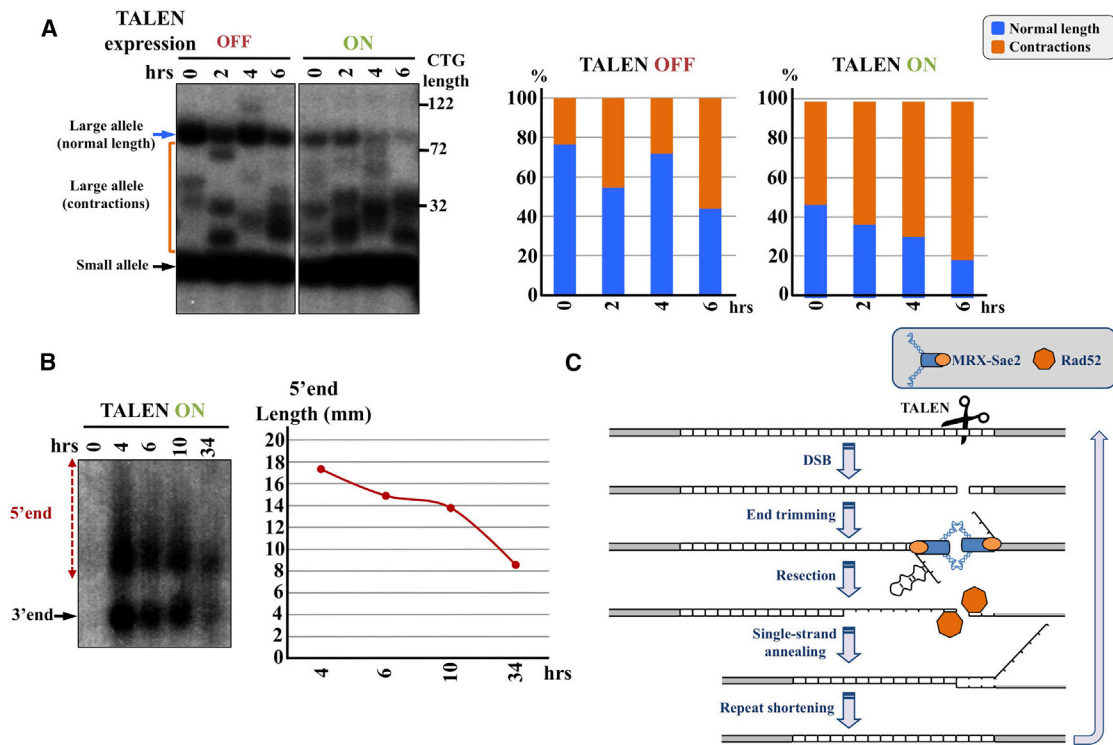 A
TALEN
expression
OFF
ON
hrs
0 2 4 6
0 2 4 6
CTG
length
122
72
32
Large allele
(normal length)
Large allele
(contractions)
Small allele
Normal length
Contractions
%
TALEN OFF
100
80
60
40
20
0
0 2 4 6 hrs
%
TALEN ON
100
80
60
40
20
0
0 2 4 6 hrs
B
TALEN ON
hrs 0 4 6 10 34
5’end
3’end
5’end
Length (mm)
20
18
16
14
12
10
8
6
4
2
0
4 6 10 34 hrs
C
MRX-Sae2
Rad52
TALEN
DSB
End trimming
Resection
Single-strand
annealing
Repeat shortening